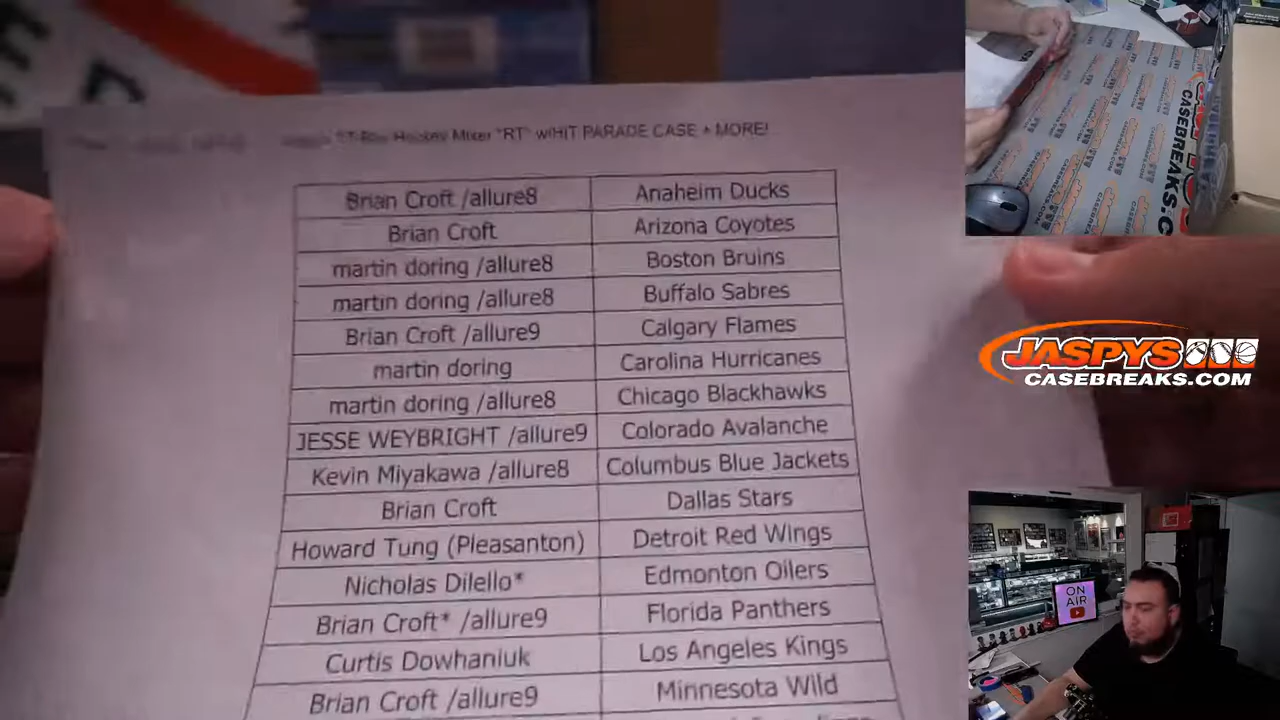 Hockey Mixer "RT" w/HIT PARADE CASE + MORE!
Brian Croft /allure8 Anaheim Ducks
Brian Croft Arizona Coyotes
martin doring /allure8 Boston Bruins
martin doring /allure8 Buffalo Sabres
Brian Croft /allure9 Calgary Flames
martin doring Carolina Hurricanes
martin doring /allure8 Chicago Blackhawks
JESSE WEYBRIGHT /allure9 Colorado Avalanche
Kevin Miyakawa /allure8 Columbus Blue Jackets
Brian Croft Dallas Stars
Howard Tung (Pleasanton) Detroit Red Wings
Nicholas Dilello* Edmonton Oilers
Brian Croft* /allure9 Florida Panthers
Curtis Dowhaniuk Los Angeles Kings
Brian Croft /allure9 Minnesota Wild
CASEBREAKS.C
JASPYS
CASEBREAKS.COM
ON
AIR